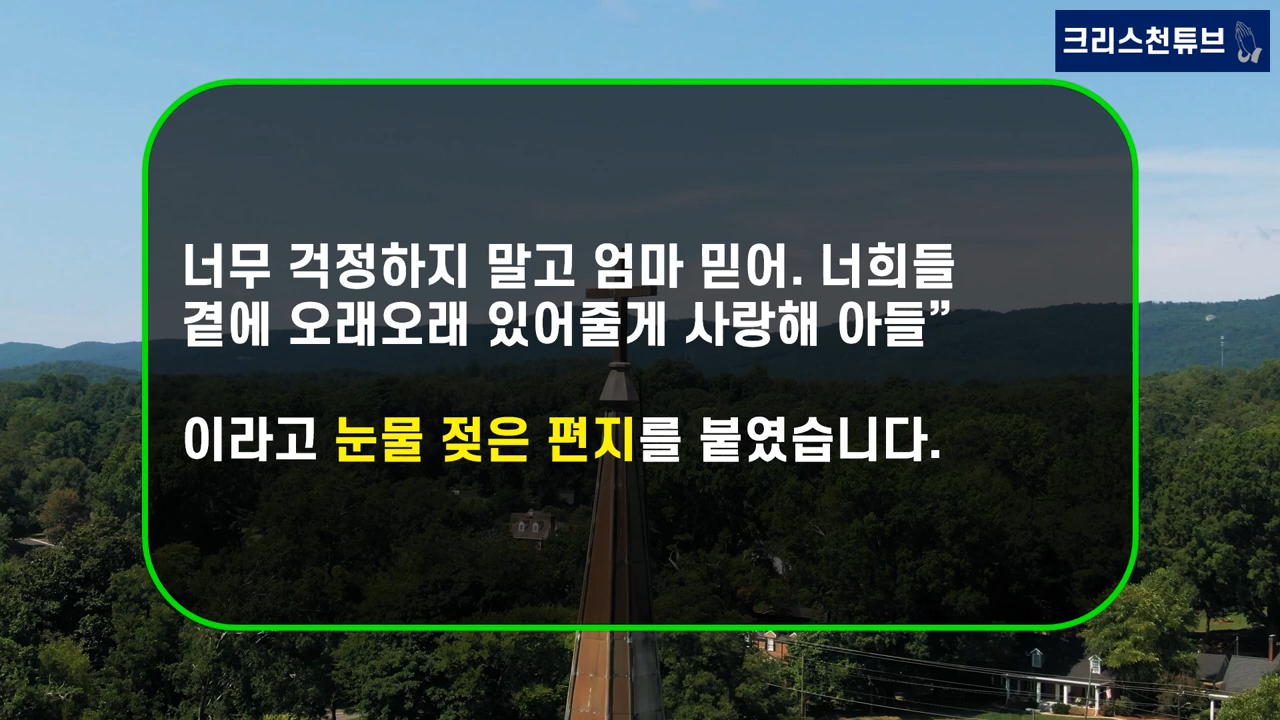 크리스천튜브
너무 걱정하지 말고 엄마 믿어. 너희들
곁에 오래오래 있어줄게 사랑해 아들”
이라고 눈물 젖은 편지를 붙였습니다.